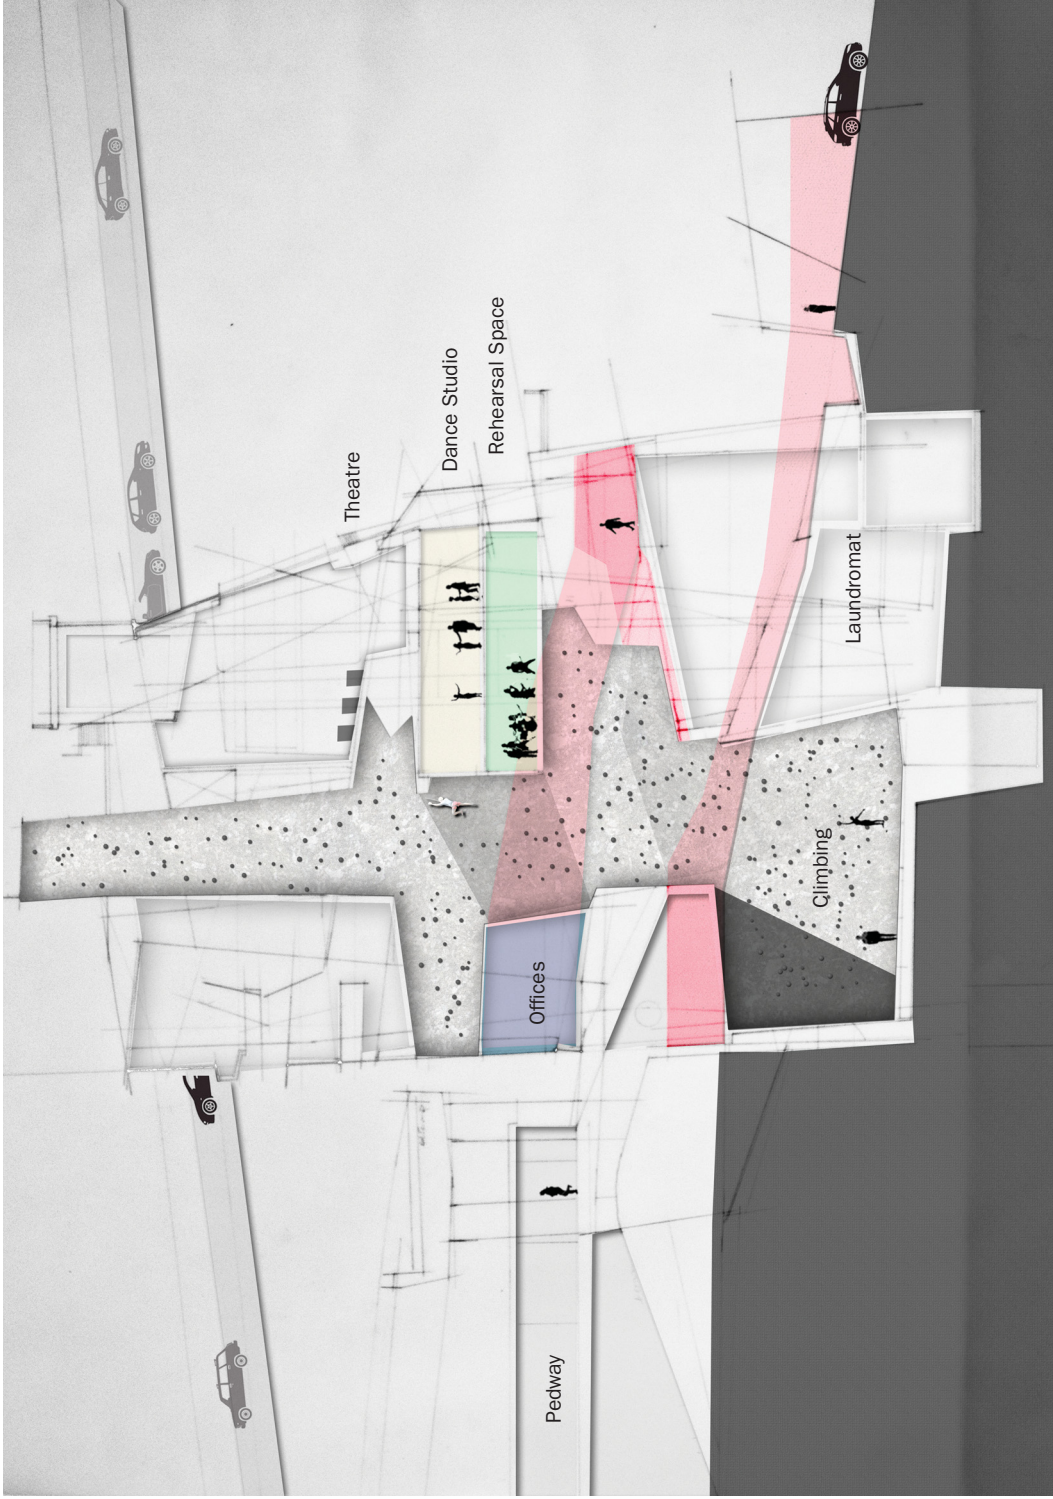 Theatre
Dance Studio
Rehearsal Space
Offices
Climbing
Laundromat
Pedway